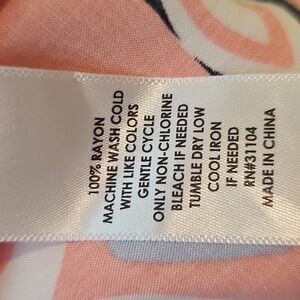 100% RAYON
MACHINE WASH COLD
WITH LIKE COLORS
GENTLE CYCLE
ONLY NON-CHLORINE
BLEACH IF NEEDED
TUMBLE DRY LOW
COOL IRON
IF NEEDED
RN#31104
MADE IN CHINA